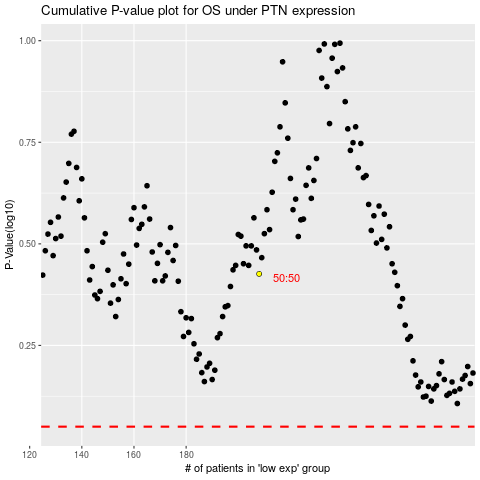 Cumulative P-value plot for OS under PTN expression
P-Value(log10)
1.00
0.75
0.50
0.25
50:50
120 140 160 180
# of patients in 'low exp' group